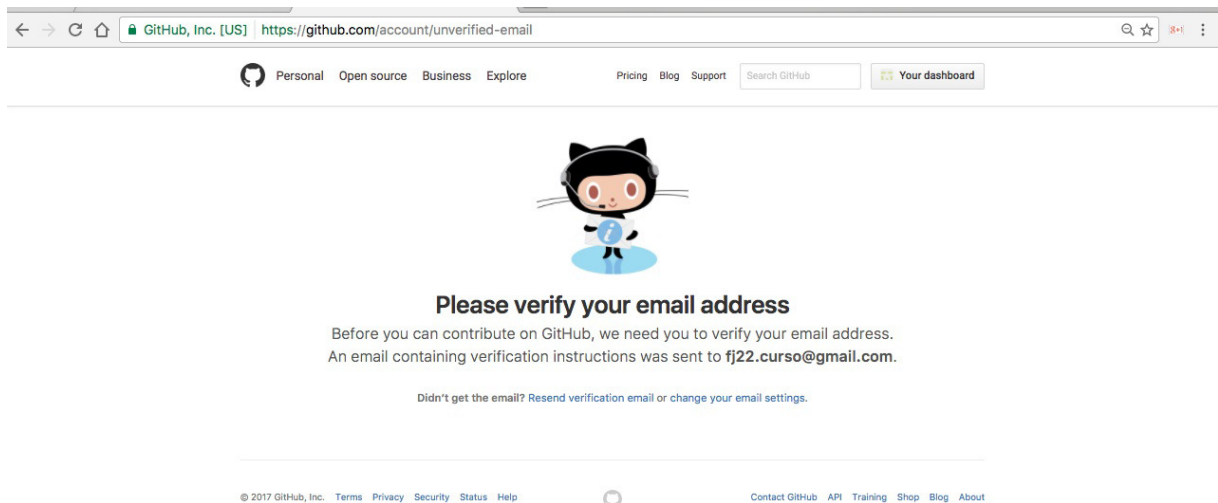 GitHub, Inc. [US] https://github.com/account/unverified-email
Personal Open source Business Explore Pricing Blog Support Search GitHub Your dashboard
Please verify your email address
Before you can contribute on GitHub, we need you to verify your email address.
An email containing verification instructions was sent to fj22.curso@gmail.com.
Didn't get the email? Resend verification email or change your email settings.
© 2017 GitHub, Inc. Terms Privacy Security Status Help Contact GitHub API Training Shop Blog About